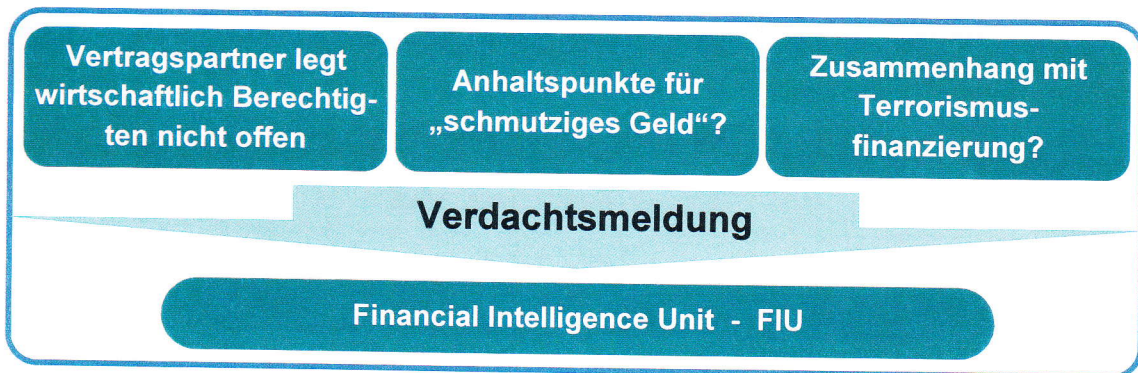 Vertragspartner legt
wirtschaftlich Berechtig-
ten nicht offen
Anhaltspunkte für
„schmutziges Geld“?
Zusammenhang mit
Terrorismus-
finanzierung?
Verdachtsmeldung
Financial Intelligence Unit - FIU